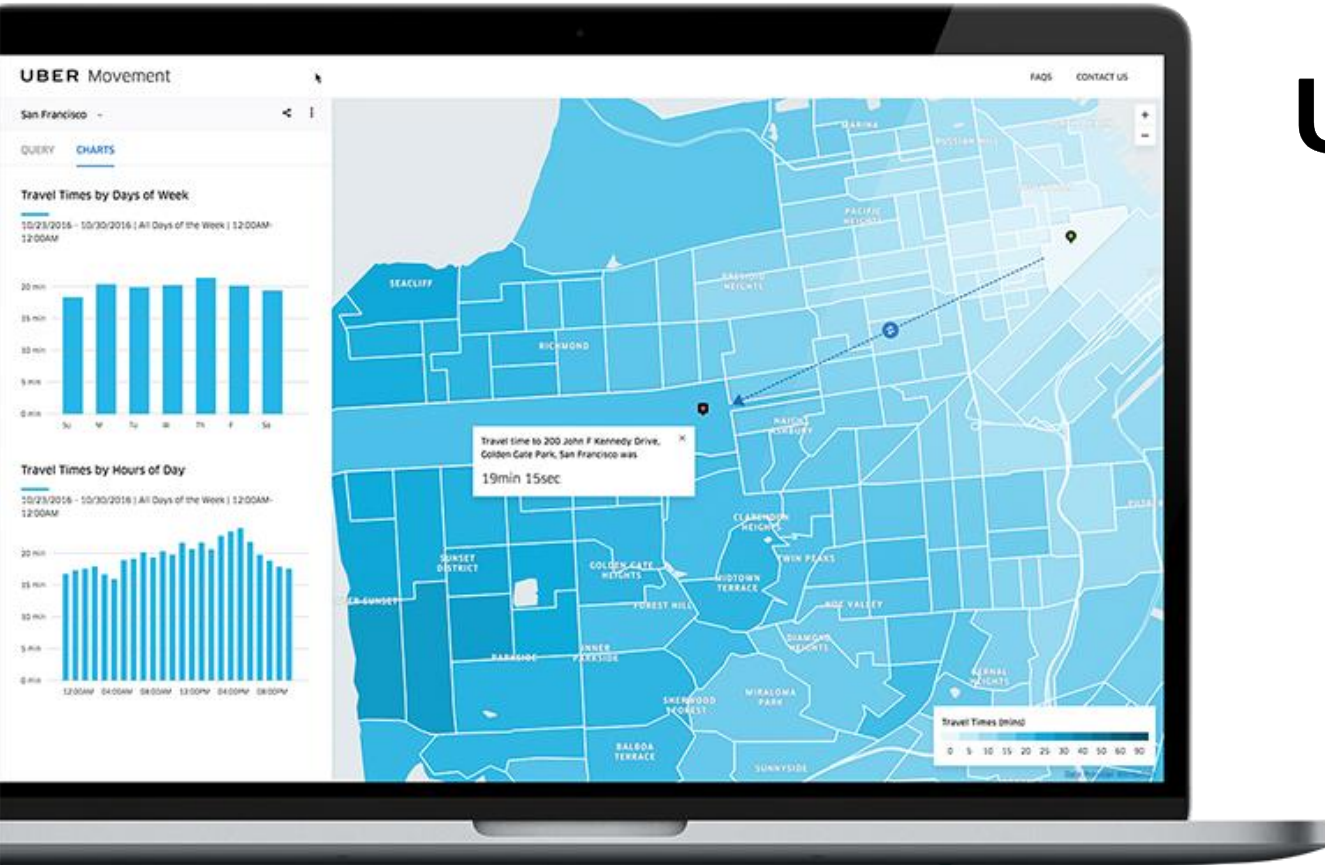 UBER Movement
FAQS CONTACT US
San Francisco
QUERY CHARTS
Travel Times by Days of Week
10/23/2016 - 10/30/2016 | All Days of the Week | 12:00AM-
12:00AM
20 min
15 min
10 min
5 min
0 min
Su M Tu W Th F Sa
Travel Times by Hours of Day
10/23/2016 - 10/30/2016 | All Days of the Week | 12:00AM-
12:00AM
20 min
15 min
10 min
5 min
0 min
12:00AM 04:00AM 08:00AM 12:00PM 04:00PM 08:00PM
MARINA
RUSSIAN HILL
PACIFIC
HEIGHTS
SEACLIFF
PRESIDIO
HEIGHTS
RICHMOND
HAIGHT
ASHBURY
Travel time to 200 John F Kennedy Drive,
Golden Gate Park, San Francisco was
19min 15sec
CLARENDON
HEIGHTS
SUNSET
DISTRICT
GOLDEN GATE
HEIGHTS
TWIN PEAKS
MIDTOWN
TERRACE
FOREST HILL
NOE VALLEY
DIAMOND
HEIGHTS
PARKSIDE
INNER
PARKSIDE
BERNAL
HEIGHTS
SHERWOOD
FOREST
MIRALOMA
PARK
BALBOA
TERRACE
SUNNYSIDE
Travel Times (mins)
0 5 10 15 20 25 30 40 50 60 90
U